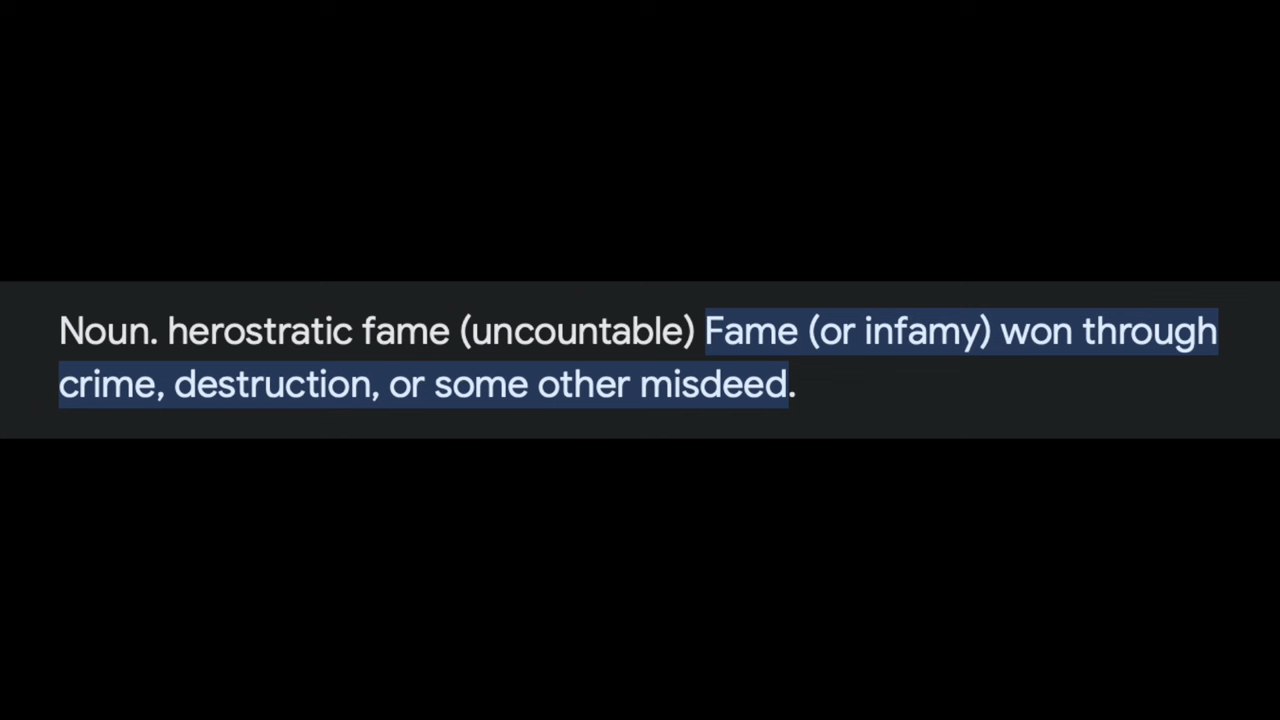 Noun. herostratic fame (uncountable) Fame (or infamy) won through
crime, destruction, or some other misdeed.